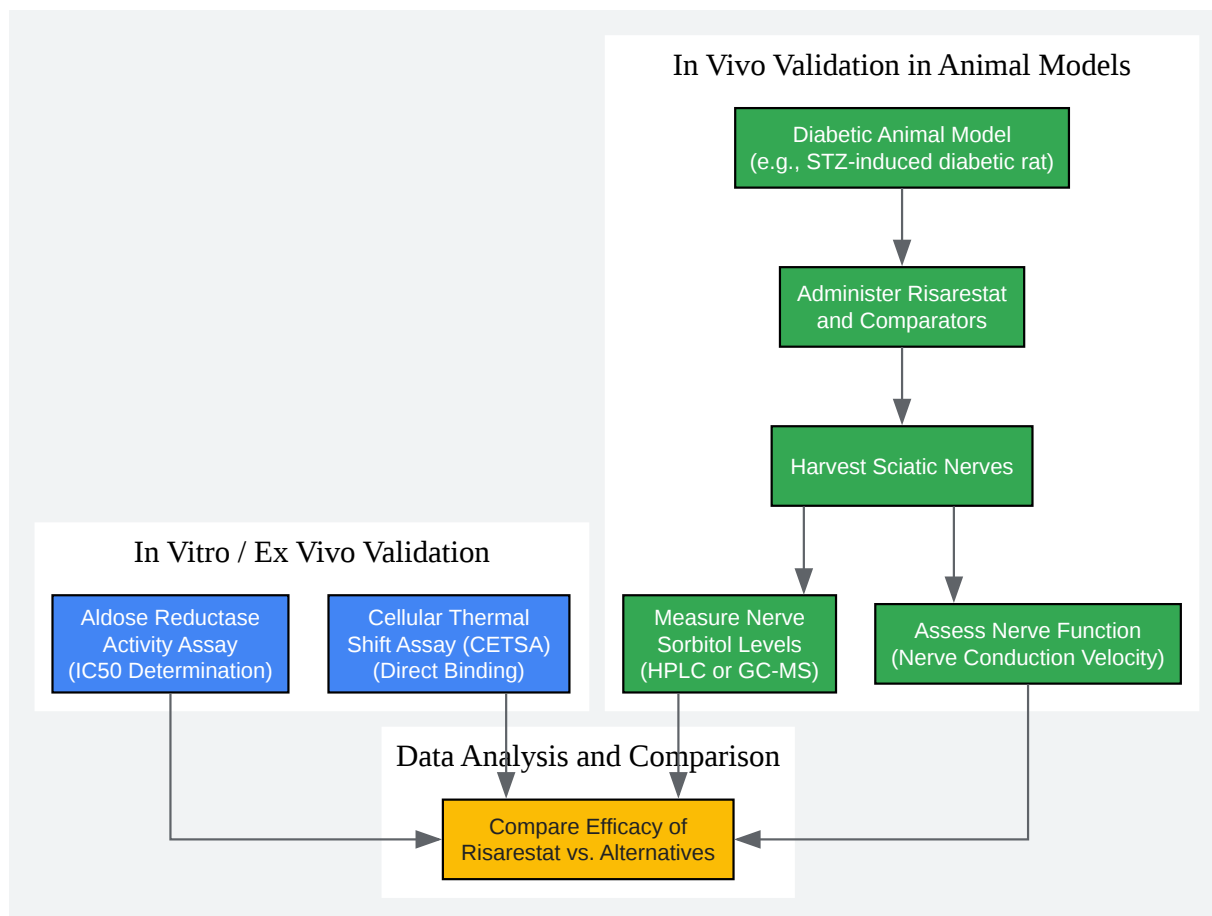 In Vivo Validation in Animal Models
Diabetic Animal Model
(e.g., STZ-induced diabetic rat)
Administer Risarestat
and Comparators
Harvest Sciatic Nerves
In Vitro / Ex Vivo Validation
Aldose Reductase
Activity Assay
(IC50 Determination)
Cellular Thermal
Shift Assay (CETSA)
(Direct Binding)
Measure Nerve
Sorbitol Levels
(HPLC or GC-MS)
Assess Nerve Function
(Nerve Conduction Velocity)
Data Analysis and Comparison
Compare Efficacy of
Risarestat vs. Alternatives